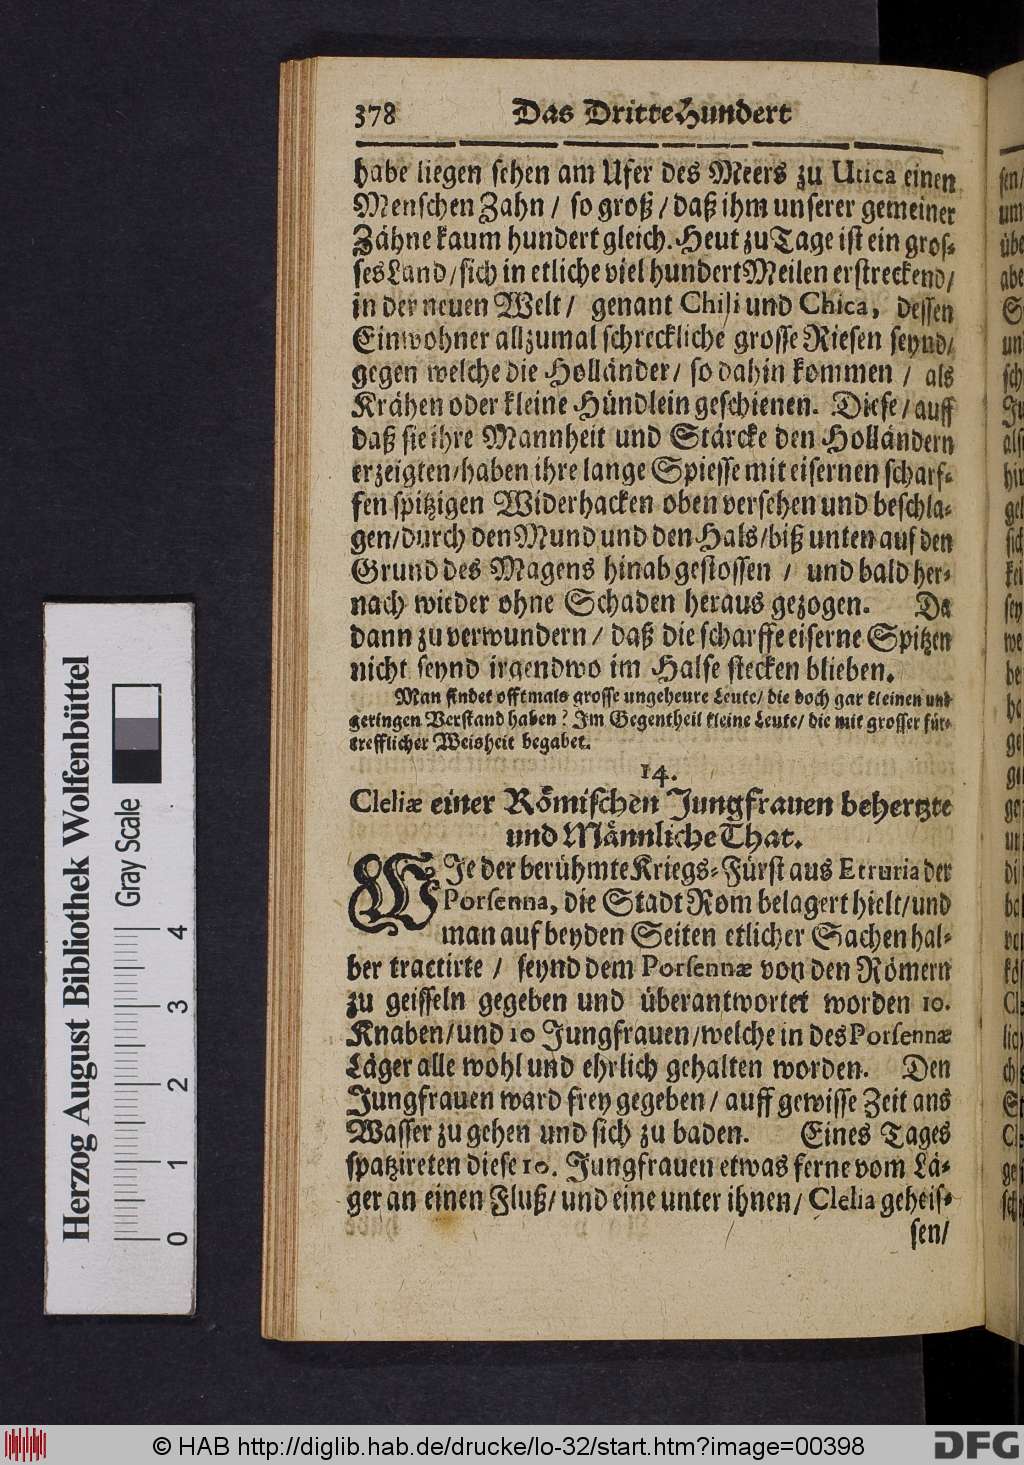 378 Das Dritte Hundert
habe liegen sehen am Ufer des Meers zu Utica einen
Menschen Zahn / so groß / daß ihm unserer gemeiner
Zähne kaum hundert gleich. Heut zu Tage ist ein gros-
ses Land / sich in etliche viel hundert Meilen erstreckend /
in der neuen Welt / genant Chili und Chica, dessen
Einwohner allzumal schreckliche grosse Riesen seynd /
gegen welche die Holländer / so dahin kommen / als
Krähen oder kleine Hündlein geschienen. Diese / auff
daß sie ihre Mannheit und Stärcke den Holländern
erzeigten / haben ihre lange Spiesse mit eisernen scharf-
fen spitzigen Widerhacken oben versehen und beschla-
gen / durch den Mund und den Hals / biß unten auf den
Grund des Magens hinab gestossen / und bald her-
nach wieder ohne Schaden heraus gezogen. Da
dann zu verwundern / daß die scharffe eiserne Spitzen
nicht seynd irgendwo im Halse stecken blieben.
Man findet offtmals grosse ungeheure Leute / die doch gar kleinen und
geringen Verstand haben? Im Gegentheil kleine Leute / die mit grosser für-
trefflicher Weisheit begabet.
14.
Cleliæ einer Römischen Jungfrauen behertzte
und Männliche That.
WIe der berühmte Kriegs-Fürst aus Etruria der
Porsenna, die Stadt Rom belagert hielt / und
man auf beyden Seiten etlicher Sachen hal-
ber tractirte / seynd dem Porsennæ von den Römern
zu geisseln gegeben und überantwortet worden 10.
Knaben / und 10 Jungfrauen / welche in des Porsennæ
Läger alle wohl und ehrlich gehalten worden. Den
Jungfrauen ward frey gegeben / auff gewisse Zeit ans
Wasser zu gehen und sich zu baden. Eines Tages
spatzireten diese 10. Jungfrauen etwas ferne vom Lä-
ger an einen Fluß / und eine unter ihnen / Clelia geheis-
sen /
Herzog August Bibliothek Wolfenbüttel
Gray Scale
0 1 2 3 4
© HAB http://diglib.hab.de/drucke/lo-32/start.htm?image=00398
DFG